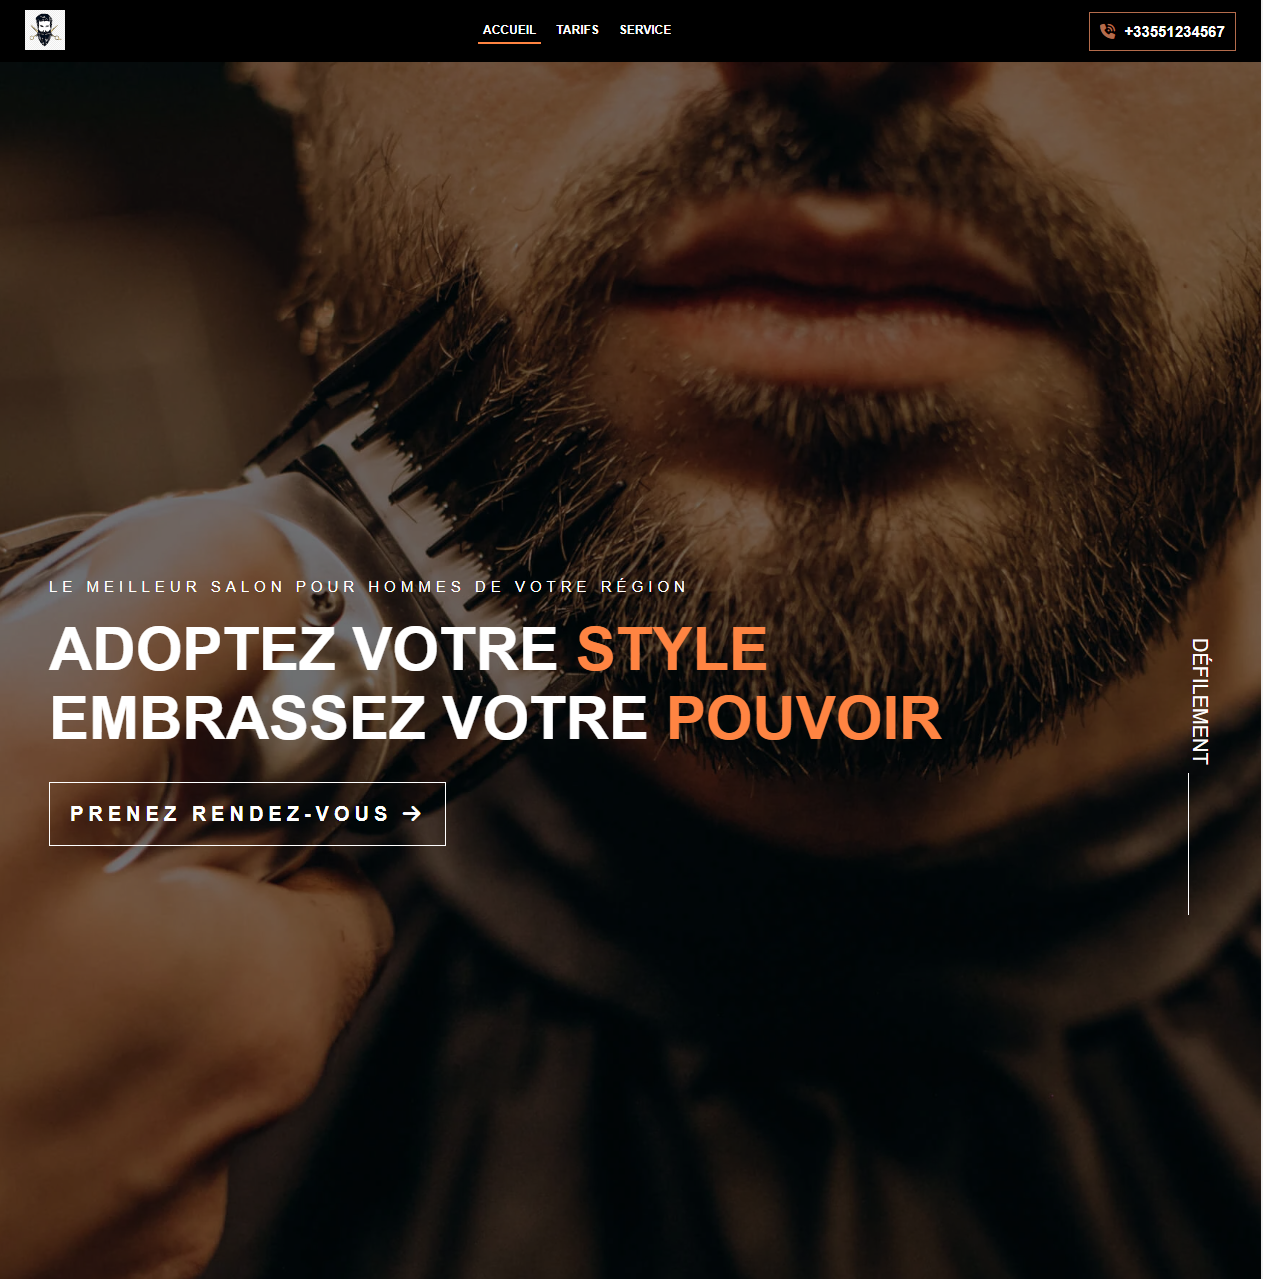 ACCUEIL TARIFS SERVICE
+33551234567
LE MEILLEUR SALON POUR HOMMES DE VOTRE RÉGION
ADOPTEZ VOTRE STYLE
EMBRASSEZ VOTRE POUVOIR
PRENEZ RENDEZ-VOUS →
DÉFILEMENT